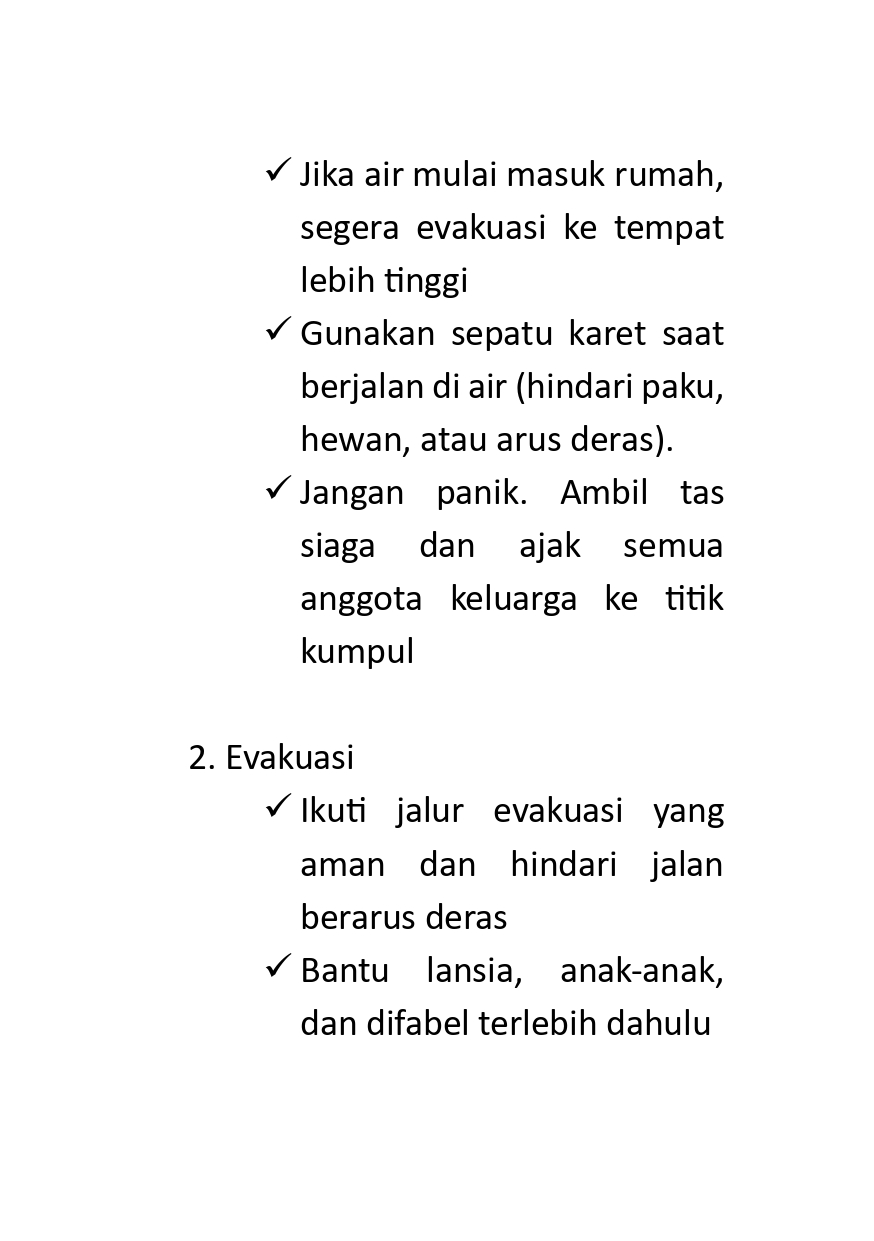 ✓ Jika air mulai masuk rumah,
segera evakuasi ke tempat
lebih tinggi
✓ Gunakan sepatu karet saat
berjalan di air (hindari paku,
hewan, atau arus deras).
✓ Jangan panik. Ambil tas
siaga dan ajak semua
anggota keluarga ke titik
kumpul
2. Evakuasi
✓ Ikuti jalur evakuasi yang
aman dan hindari jalan
berarus deras
✓ Bantu lansia, anak-anak,
dan difabel terlebih dahulu